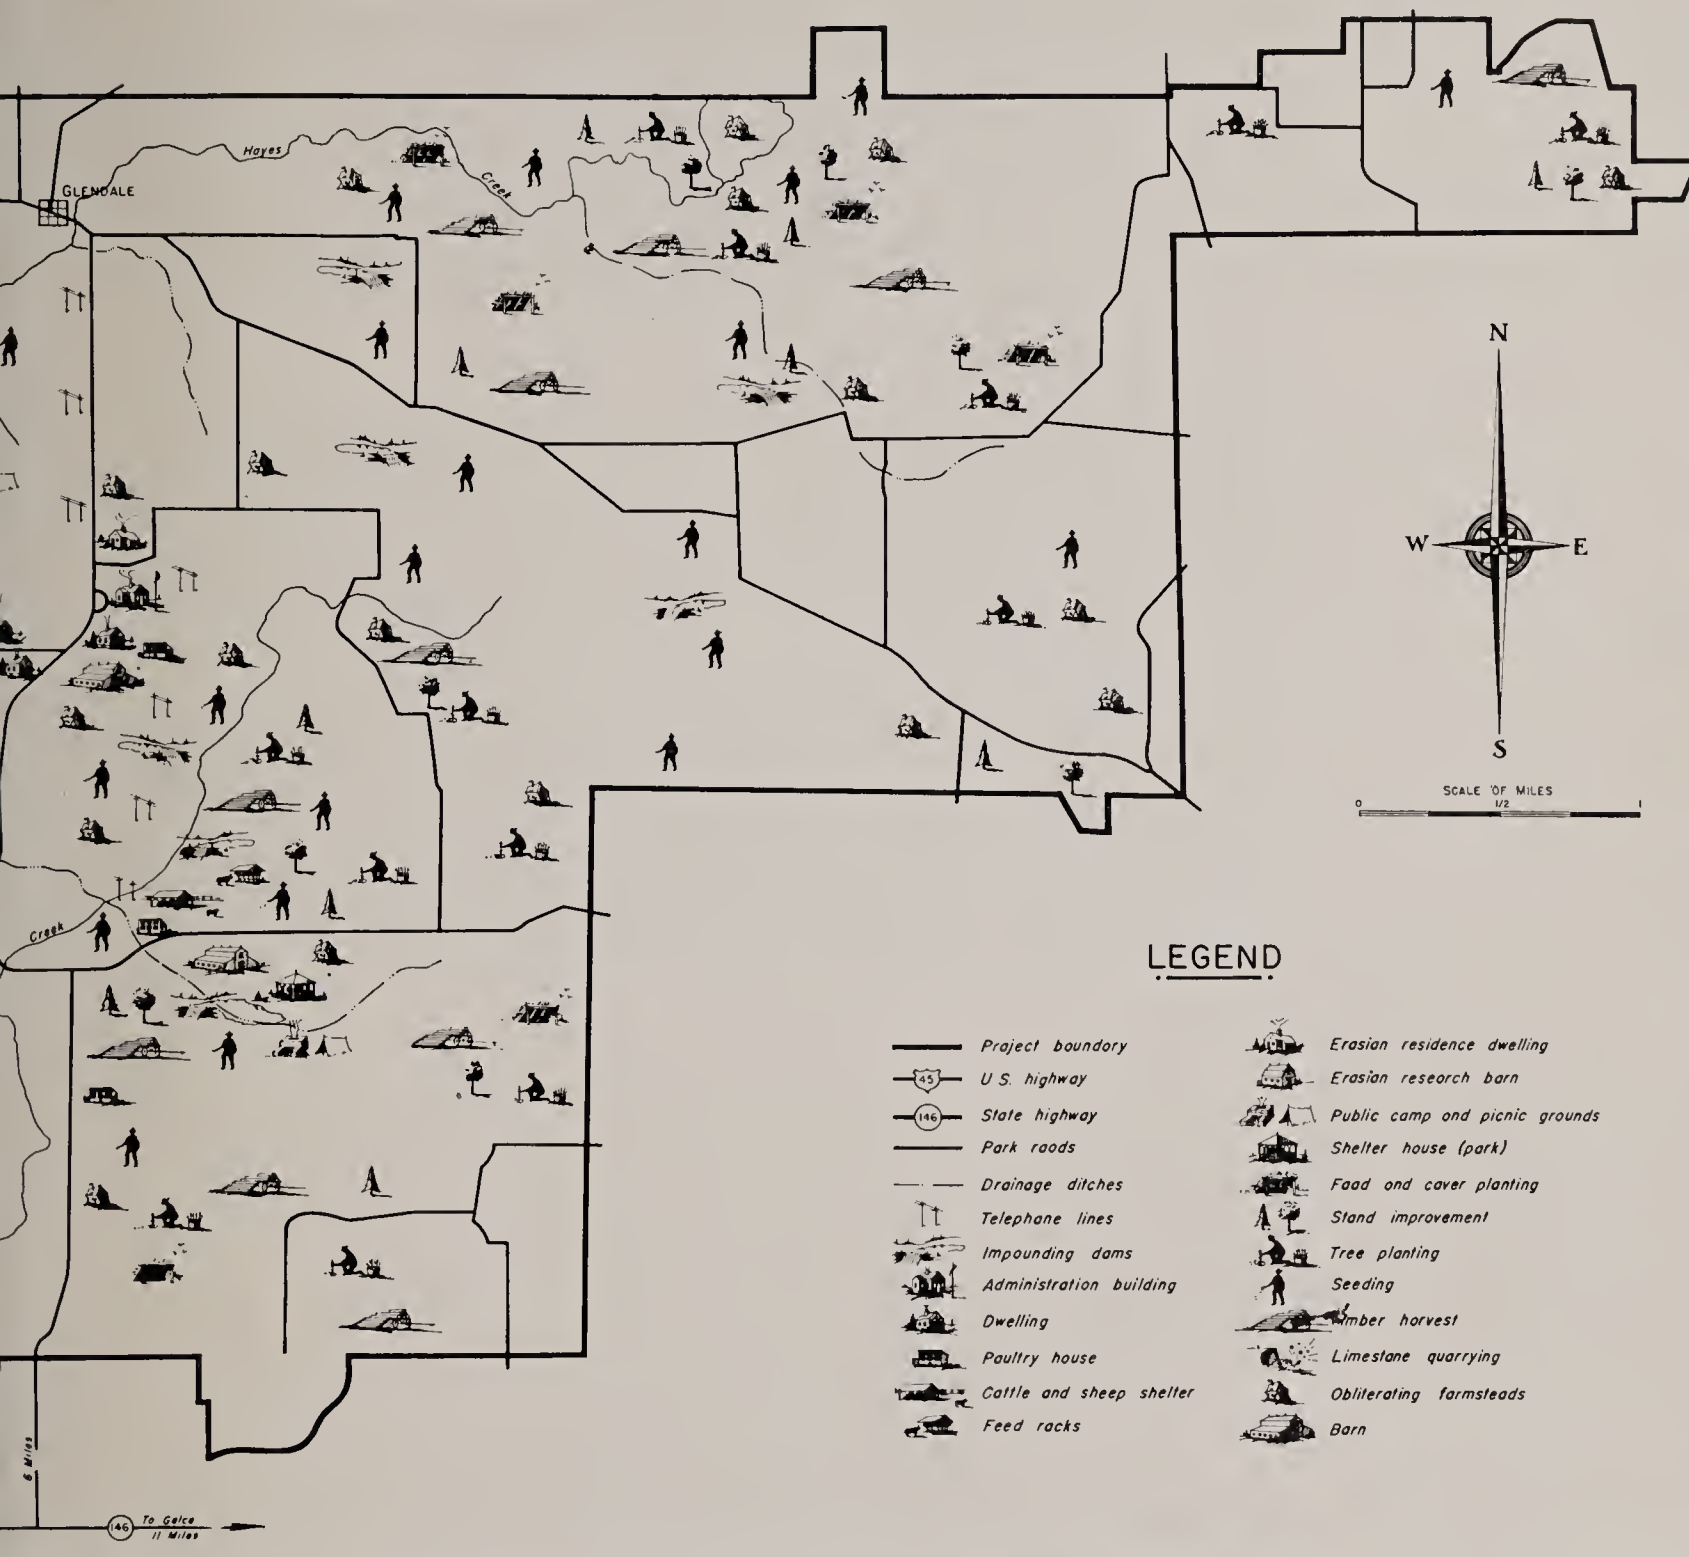 Hayes
Creek
GLENDALE
N
W E
S
SCALE OF MILES
0 1/2 1
Creek
LEGEND
Project boundary
45 U.S. highway
146 State highway
Park roads
Drainage ditches
Telephone lines
Impounding dams
Administration building
Dwelling
Poultry house
Cattle and sheep shelter
Feed racks
Erosion residence dwelling
Erosion research barn
Public camp and picnic grounds
Shelter house (park)
Food and cover planting
Stand improvement
Tree planting
Seeding
imber harvest
Limestone quarrying
Obliterating farmsteads
Barn
6 Miles
146 To Golco
11 Miles